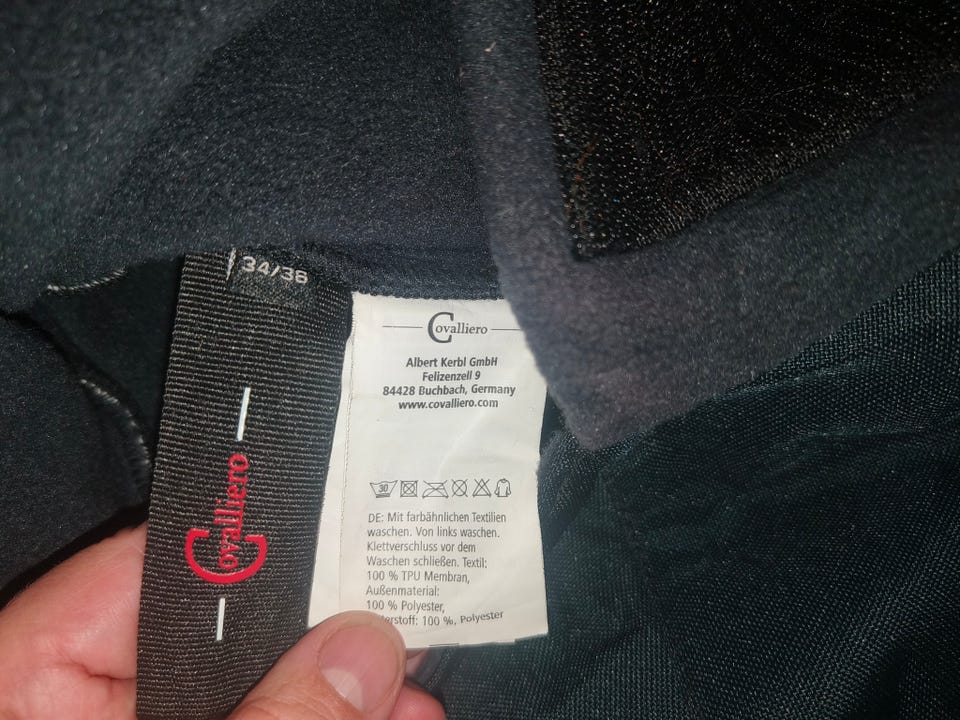 34/38
Covalliero
Covalliero
Albert Kerbl GmbH
Felizenzell 9
84428 Buchbach, Germany
www.covalliero.com
30
DE: Mit farbähnlichen Textilien
waschen. Von links waschen.
Klettverschluss vor dem
Waschen schließen. Textil:
100 % TPU Membran,
Außenmaterial:
100 % Polyester,
100 %, Polyester